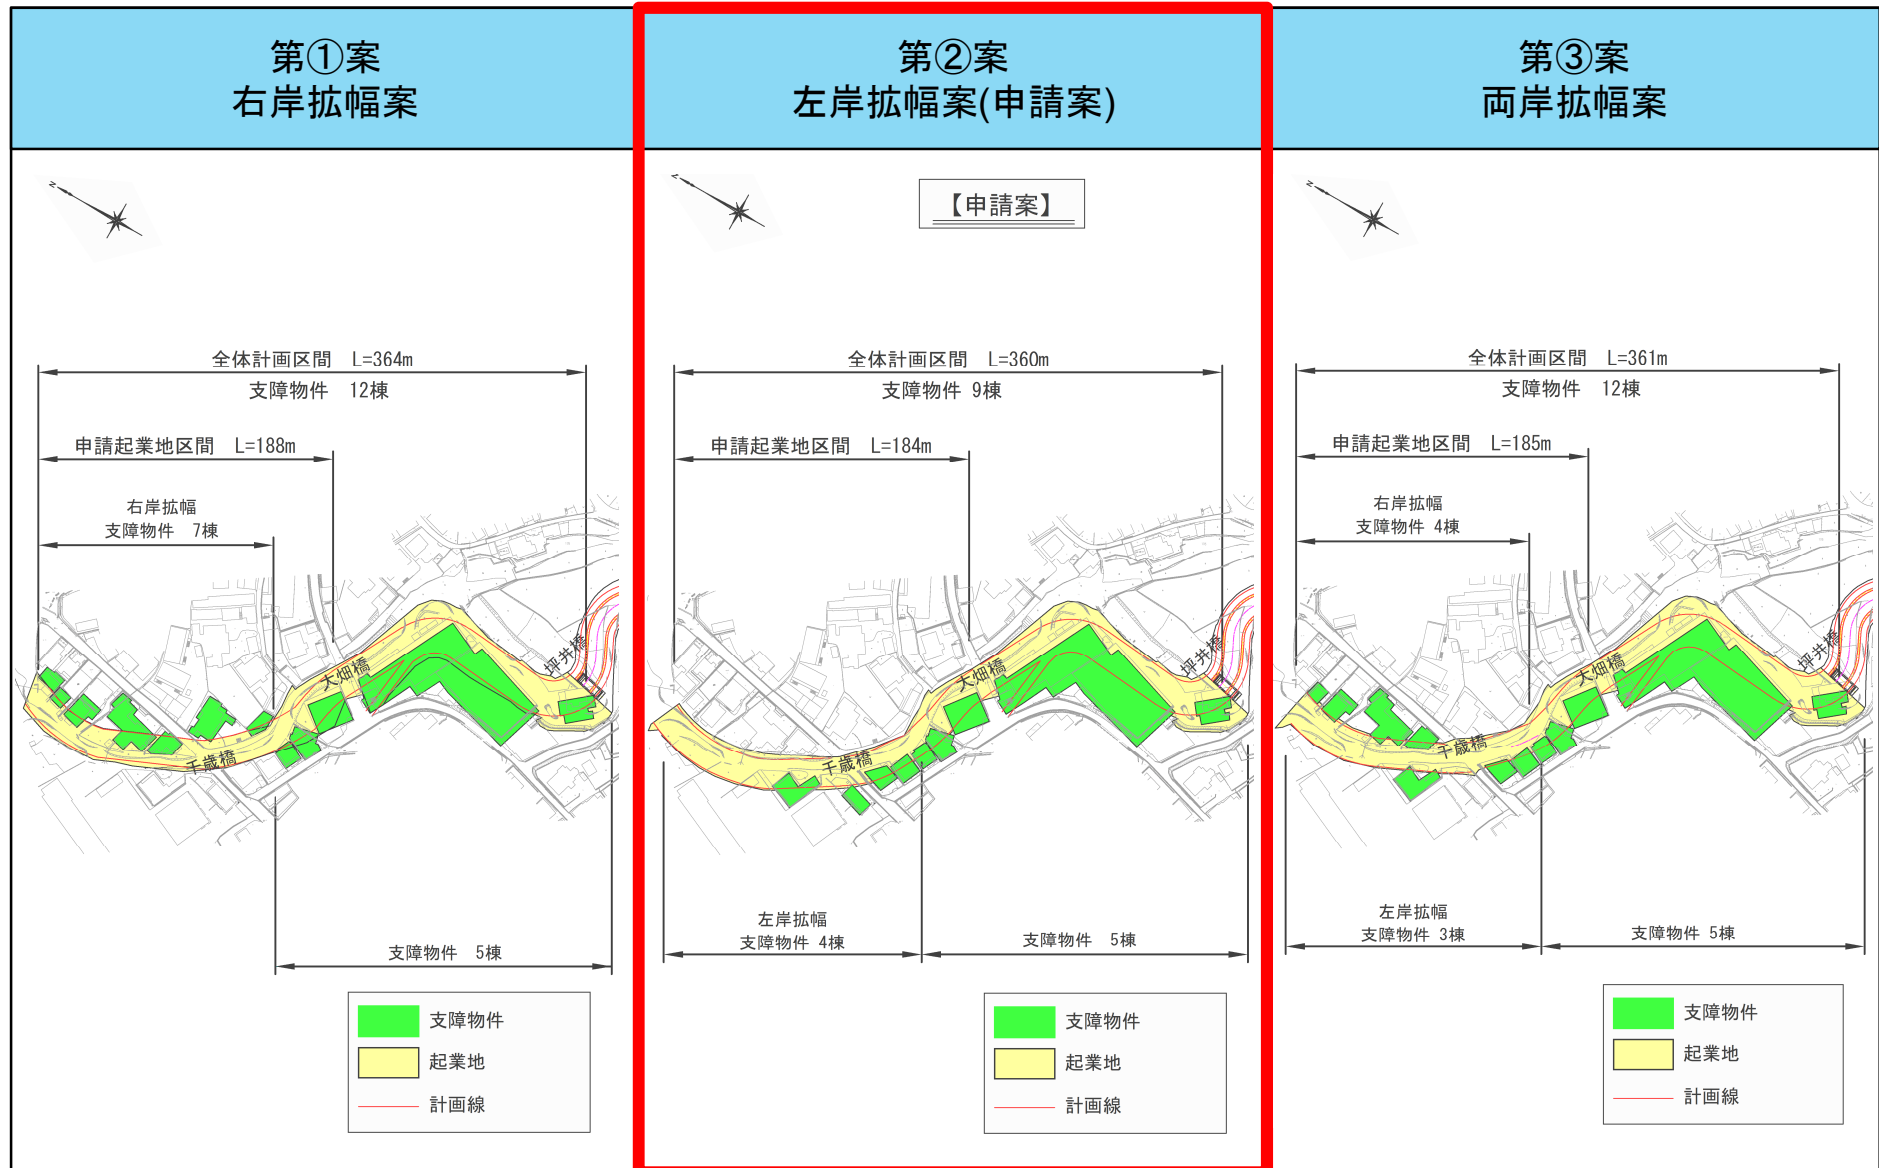 第①案
右岸拡幅案
N
全体計画区間 L=364m
支障物件 12棟
申請起業地区間 L=188m
右岸拡幅
支障物件 7棟
大畑橋
坪井橋
千歳橋
支障物件 5棟
支障物件
起業地
計画線
第②案
左岸拡幅案(申請案)
【申請案】
全体計画区間 L=360m
支障物件 9棟
申請起業地区間 L=184m
大畑橋
坪井橋
千歳橋
左岸拡幅
支障物件 4棟
支障物件 5棟
支障物件
起業地
計画線
第③案
両岸拡幅案
N
全体計画区間 L=361m
支障物件 12棟
申請起業地区間 L=185m
右岸拡幅
支障物件 4棟
大畑橋
坪井橋
千歳橋
左岸拡幅
支障物件 3棟
支障物件 5棟
支障物件
起業地
計画線